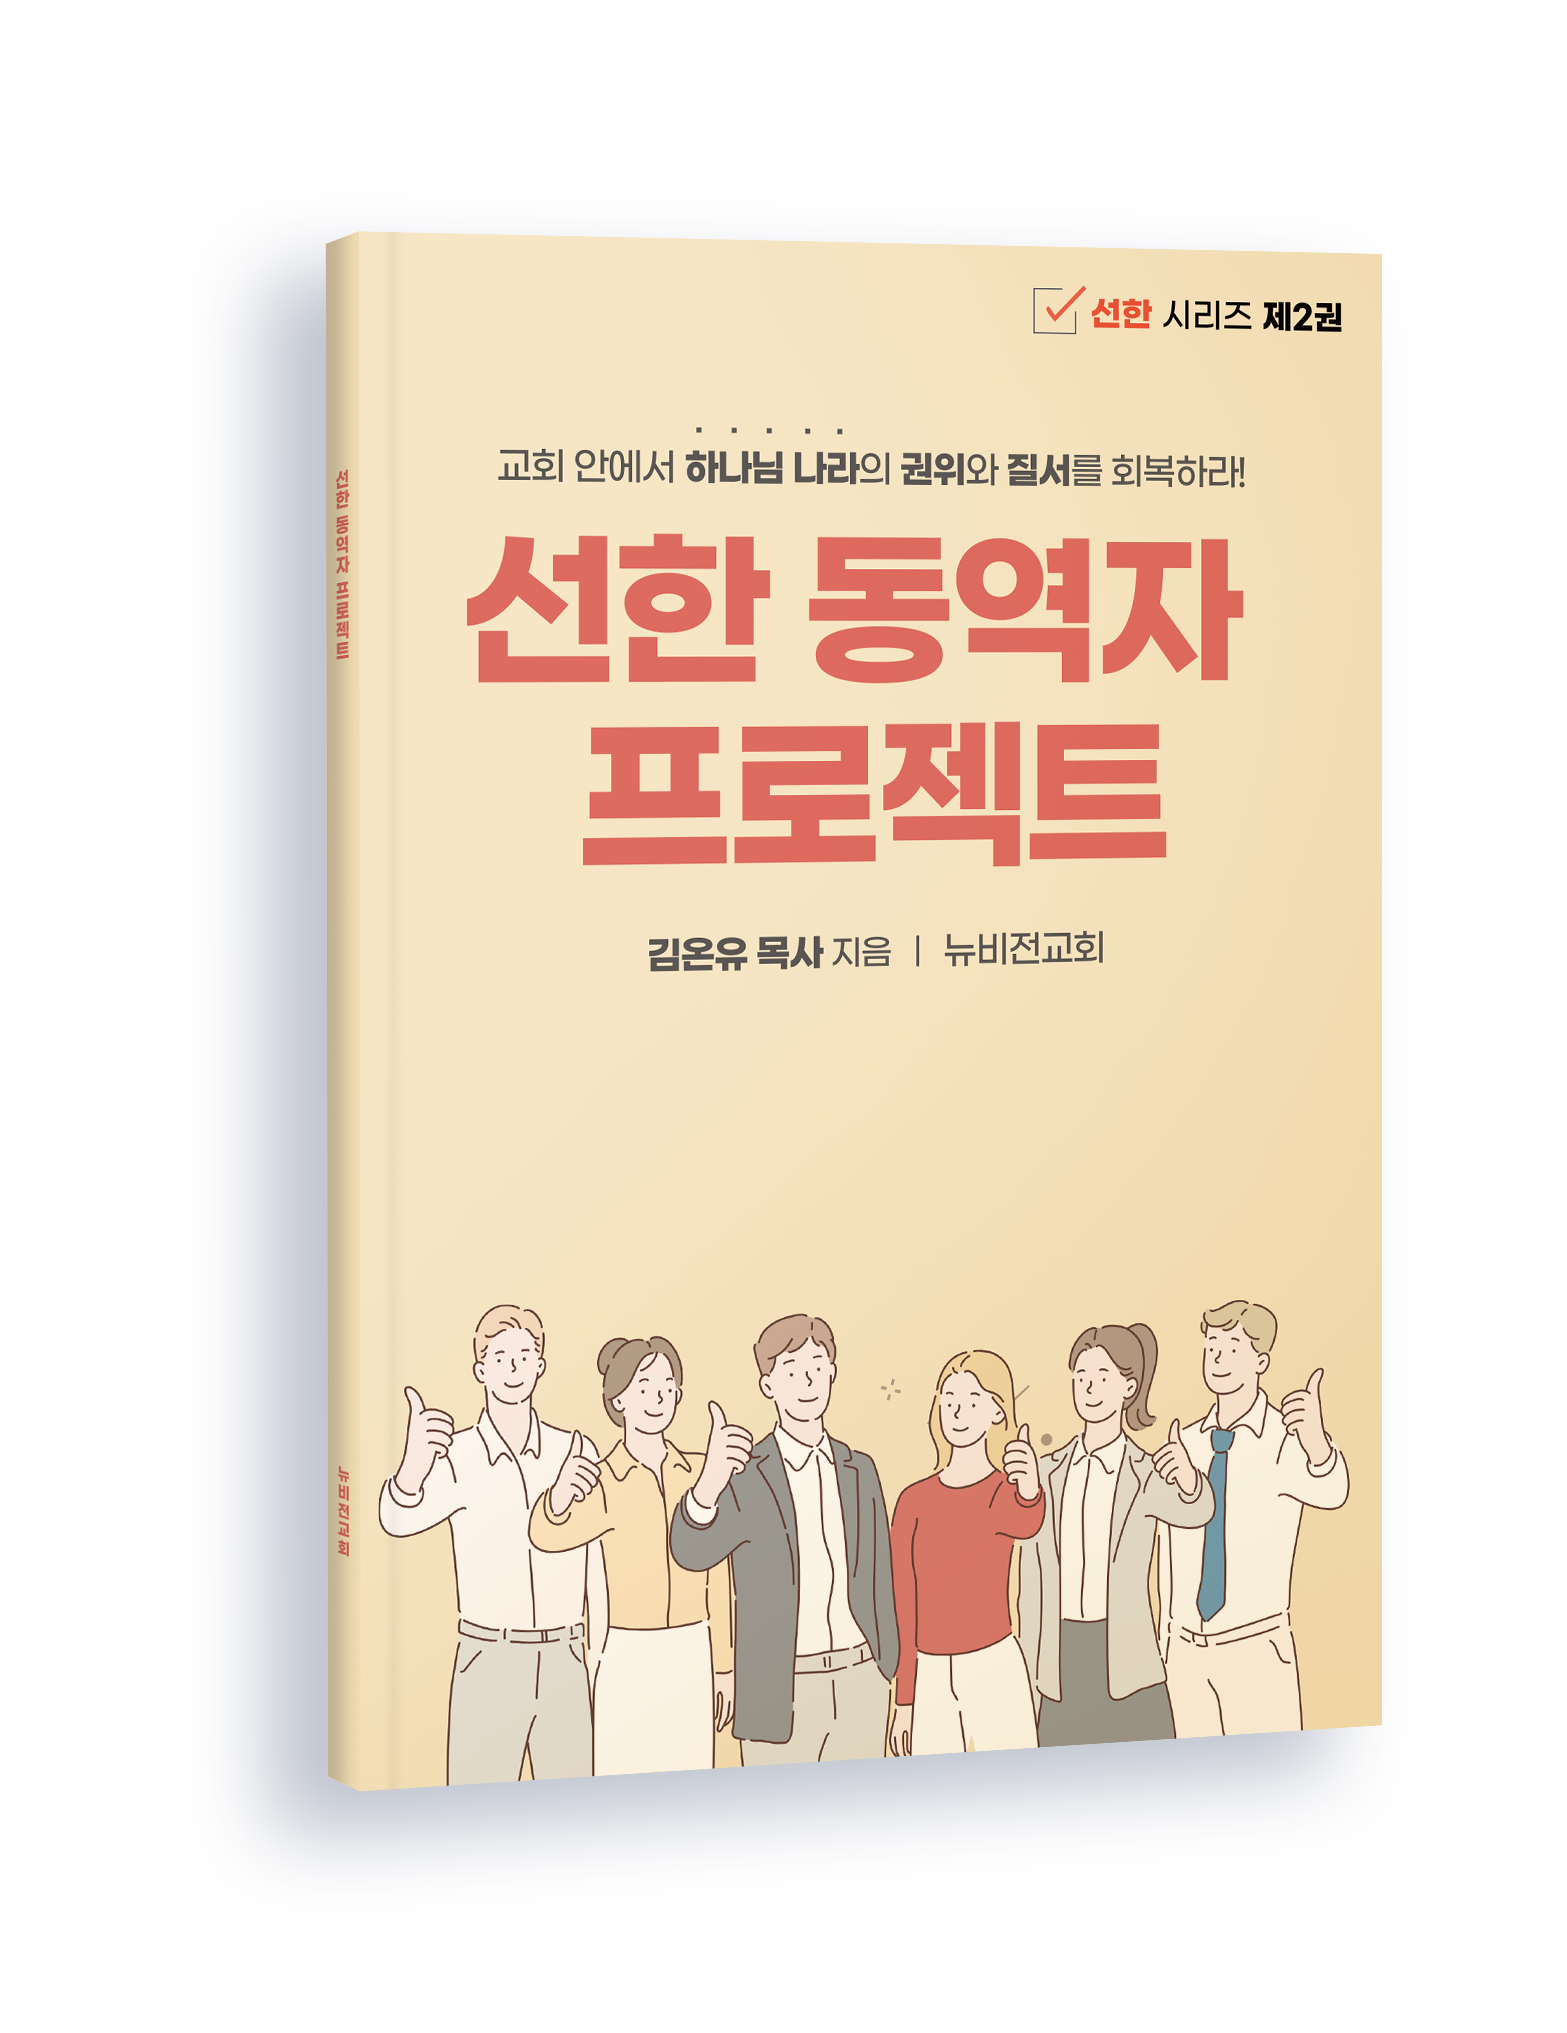 선한 시리즈 제2권
교회 안에서 하나님 나라의 권위와 질서를 회복하라!
선한 동역자
프로젝트
김온유 목사 지음 | 뉴비전교회
선한 동역자 프로젝트
뉴비전교회